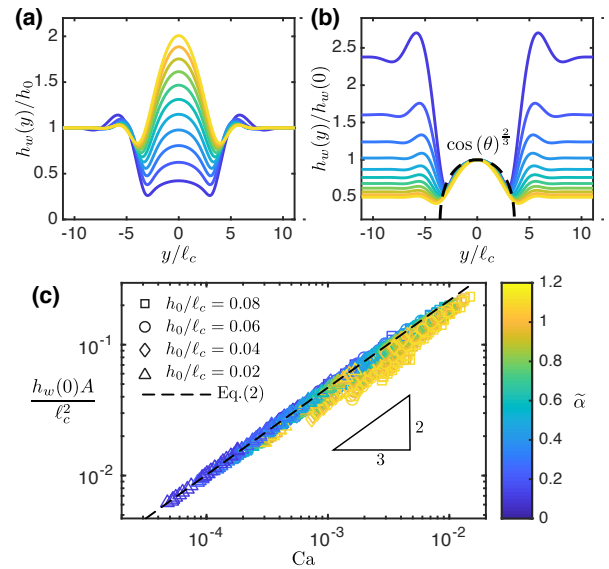 (a)
h_w(y)/h_0
2
1.5
1
0.5
-10 -5 0 5 10
y/ℓ_c
(b)
h_w(y)/h_w(0)
2.5
2
1.5
1
0.5
cos (θ)^{2/3}
-10 -5 0 5 10
y/ℓ_c
(c)
h_w(0)A/ℓ_c^2
10^{-1}
10^{-2}
h_0/ℓ_c = 0.08
h_0/ℓ_c = 0.06
h_0/ℓ_c = 0.04
h_0/ℓ_c = 0.02
Eq.(2)
2
3
10^{-4} 10^{-3} 10^{-2}
Ca
1.2
1
0.8
0.6
0.4
0.2
0
α̃